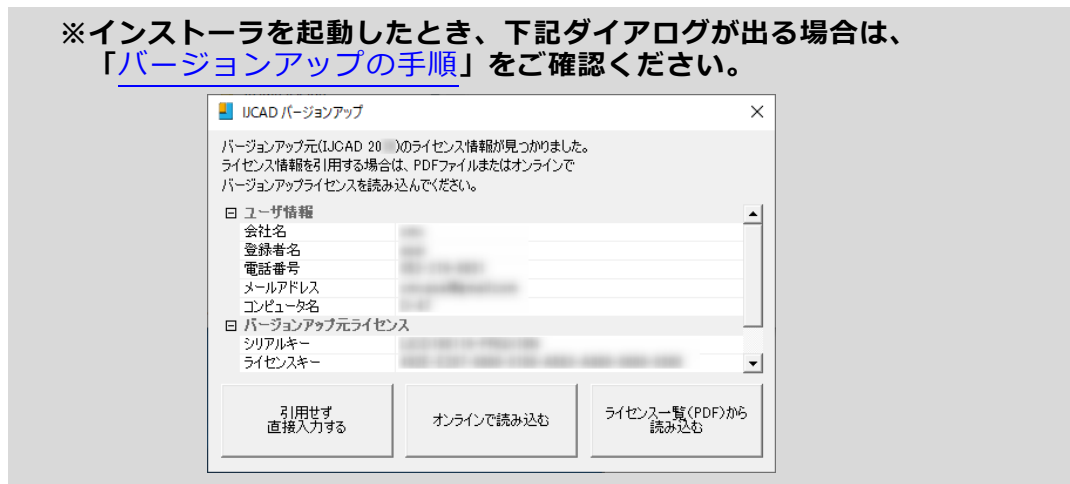 ※インストーラを起動したとき、下記ダイアログが出る場合は、
「バージョンアップの手順」をご確認ください。
IJCAD バージョンアップ
バージョンアップ元(IJCAD 20 )のライセンス情報が見つかりました。
ライセンス情報を引用する場合は、PDFファイルまたはオンラインで
バージョンアップライセンスを読み込んでください。
ユーザ情報
会社名
登録者名
電話番号
メールアドレス
コンピュータ名
バージョンアップ元ライセンス
シリアルキー
ライセンスキー
引用せず
直接入力する
オンラインで読み込む
ライセンス一覧(PDF)から
読み込む